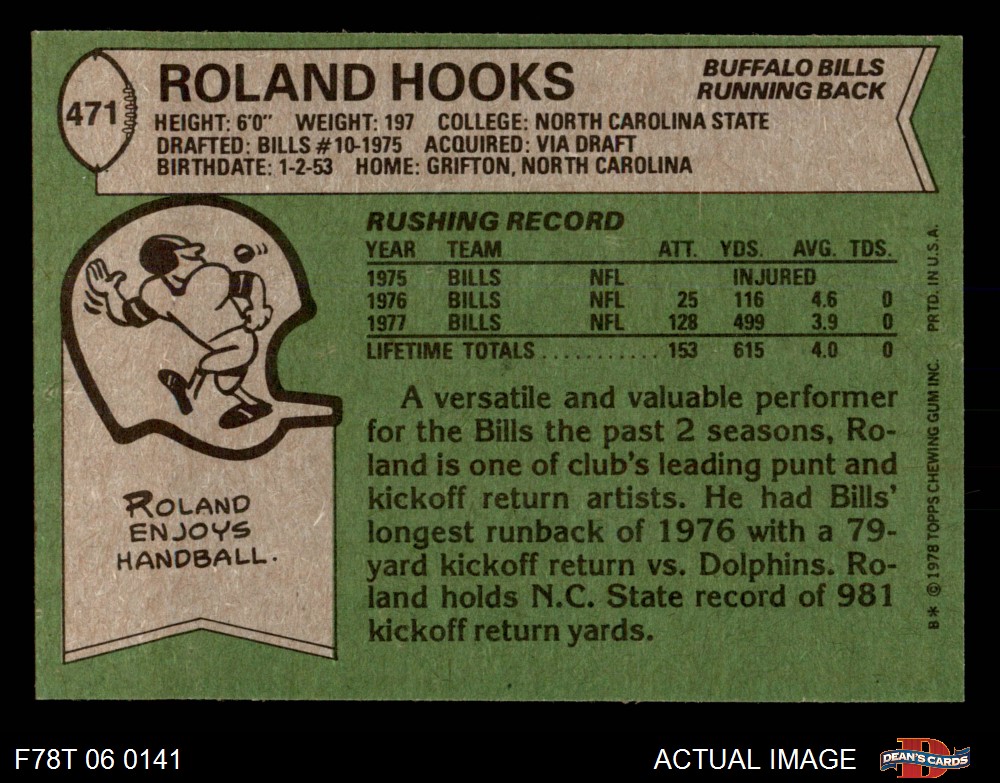 471
ROLAND HOOKS
BUFFALO BILLS
RUNNING BACK
HEIGHT: 6'0" WEIGHT: 197 COLLEGE: NORTH CAROLINA STATE
DRAFTED: BILLS #10-1975 ACQUIRED: VIA DRAFT
BIRTHDATE: 1-2-53 HOME: GRIFTON, NORTH CAROLINA
RUSHING RECORD
YEAR TEAM ATT. YDS. AVG. TDS.
1975 BILLS NFL INJURED
1976 BILLS NFL 25 116 4.6 0
1977 BILLS NFL 128 499 3.9 0
LIFETIME TOTALS........... 153 615 4.0 0
A versatile and valuable performer
for the Bills the past 2 seasons, Ro-
land is one of club's leading punt and
kickoff return artists. He had Bills'
longest runback of 1976 with a 79-
yard kickoff return vs. Dolphins. Ro-
land holds N.C. State record of 981
kickoff return yards.
ROLAND
ENJOYS
HANDBALL.
B* ©1978 TOPPS CHEWING GUM INC. PRTD. IN U.S.A.
F78T 06 0141
ACTUAL IMAGE
D
DEAN'S CARDS